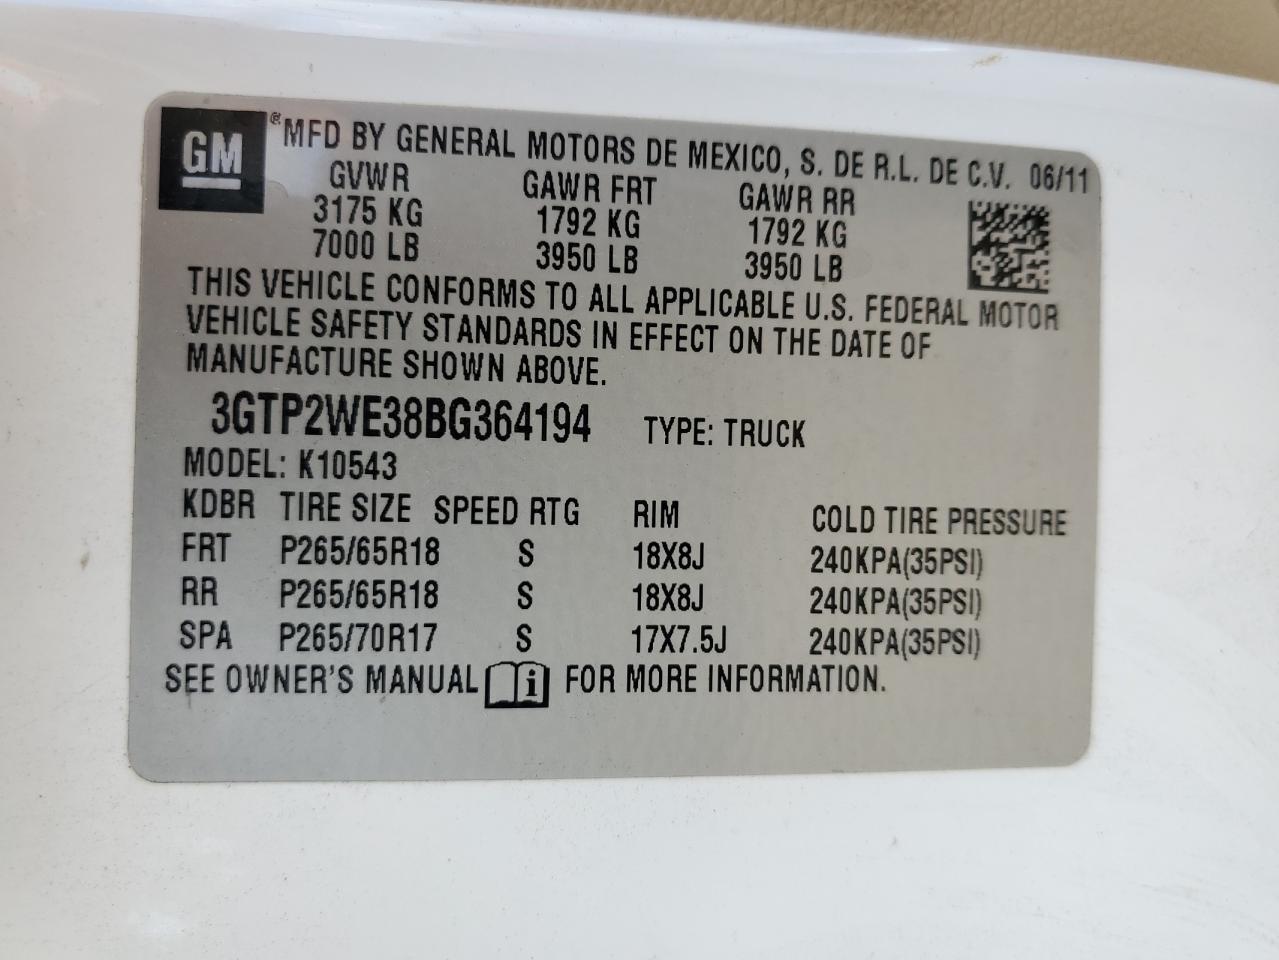 GM ® MFD BY GENERAL MOTORS DE MEXICO, S. DE R.L. DE C.V. 06/11
GVWR GAWR FRT GAWR RR
3175 KG 1792 KG 1792 KG
7000 LB 3950 LB 3950 LB
THIS VEHICLE CONFORMS TO ALL APPLICABLE U.S. FEDERAL MOTOR
VEHICLE SAFETY STANDARDS IN EFFECT ON THE DATE OF
MANUFACTURE SHOWN ABOVE.
3GTP2WE38BG364194 TYPE: TRUCK
MODEL: K10543
KDBR TIRE SIZE SPEED RTG RIM COLD TIRE PRESSURE
FRT P265/65R18 S 18X8J 240KPA(35PSI)
RR P265/65R18 S 18X8J 240KPA(35PSI)
SPA P265/70R17 S 17X7.5J 240KPA(35PSI)
SEE OWNER'S MANUAL i FOR MORE INFORMATION.